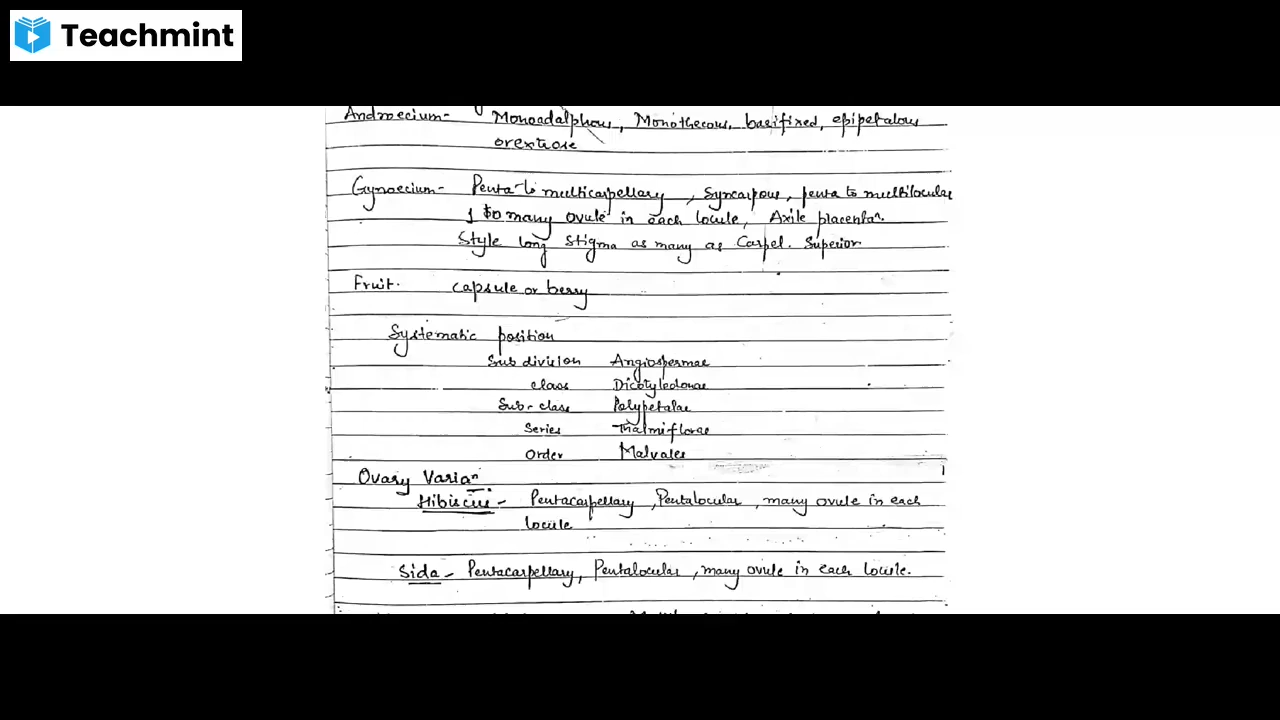 Teachmint
Androecium- Monoadalphous, Monothecous, basifixed, epipetalous
orextrose
Gynoecium- Penta to multicarpellary, Syncarpous, penta to multilocular
1 to many ovule in each locule, Axile placentan.
Style long stigma as many as Carpel. Superior
Fruit. capsule or berry
Systematic position
Sub division Angiospermae
class Dicotyledonae
Sub-class Polypetalae
Series Thalmiflorae
order Malvales
Ovary Varian
Hibiscus- Pentacarpellary, Pentalocular, many ovule in each
locule
Sida- Pentacarpellary, Pentalocular, many ovule in each locule.